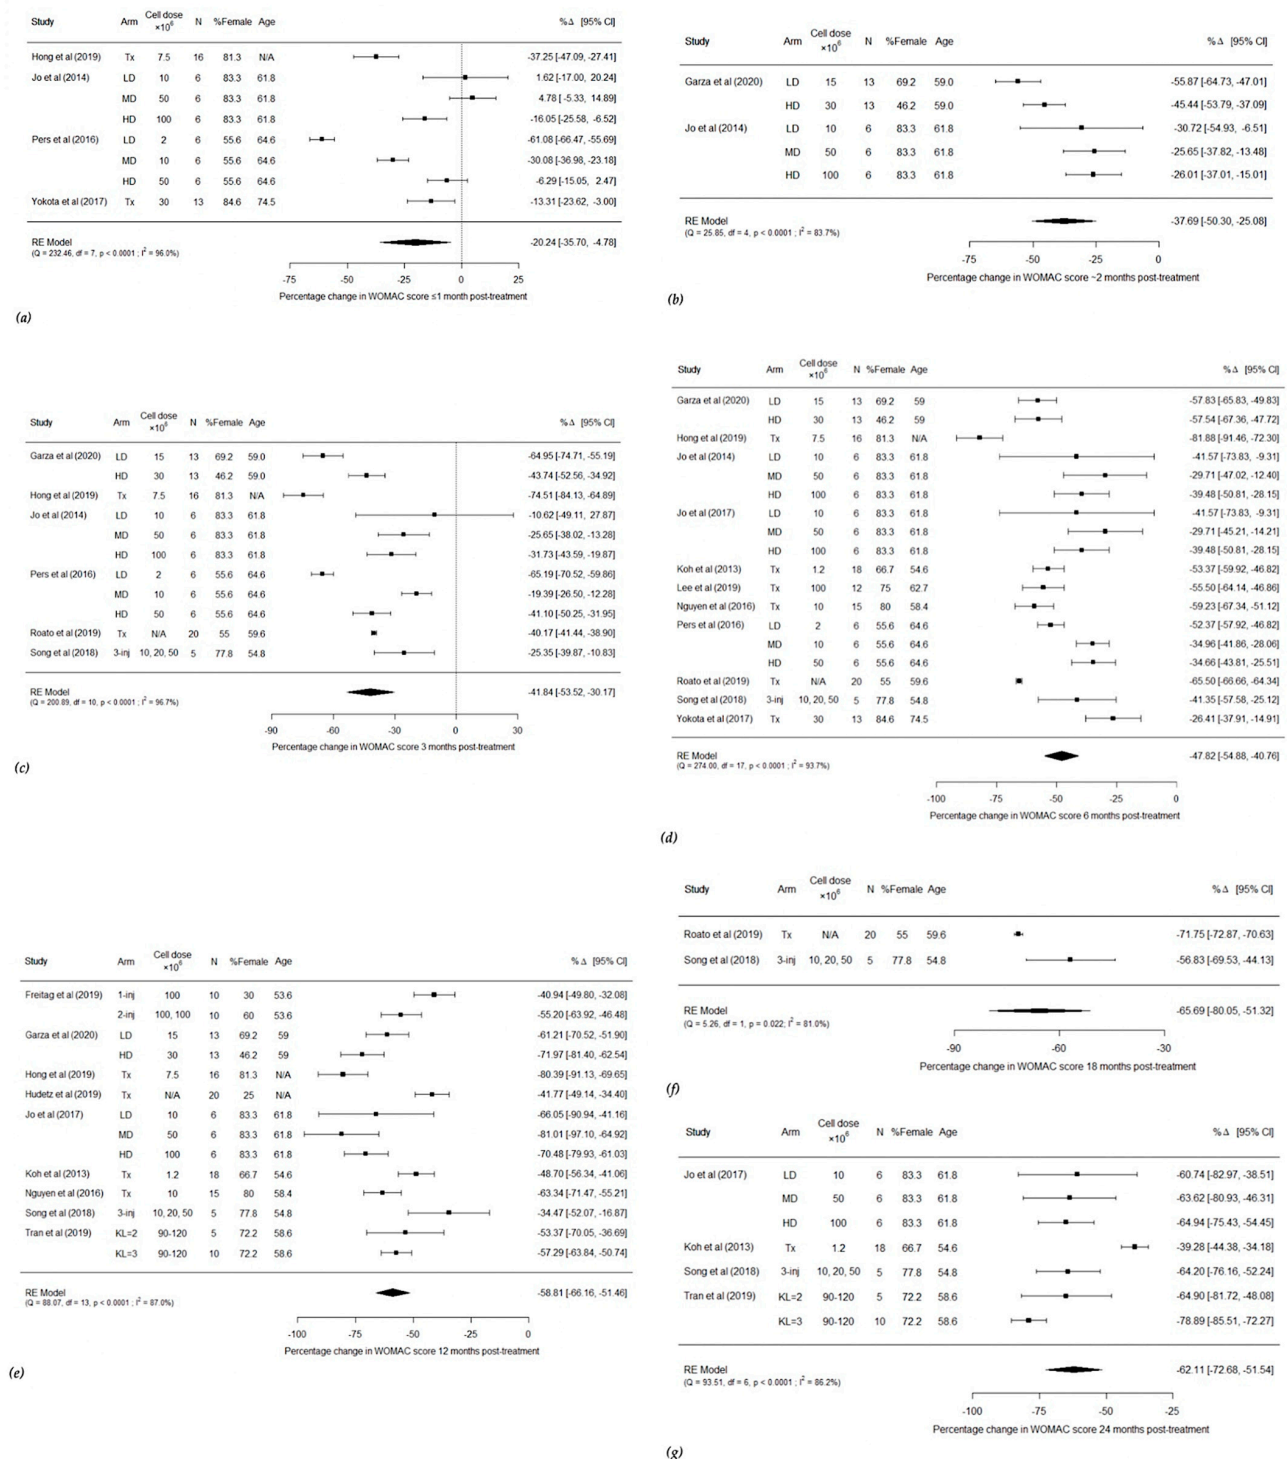 Study Arm Cell dose ×10⁶ N %Female Age %Δ [95% CI]
Hong et al (2019) Tx 7.5 16 81.3 N/A -37.25 [-47.09, -27.41]
Jo et al (2014) LD 10 6 83.3 61.8 1.62 [-17.00, 20.24]
MD 50 6 83.3 61.8 4.78 [ -5.33, 14.89]
HD 100 6 83.3 61.8 -16.05 [-25.58, -6.52]
Pers et al (2016) LD 2 6 55.6 64.6 -61.08 [-66.47, -55.69]
MD 10 6 55.6 64.6 -30.08 [-36.98, -23.18]
HD 50 6 55.6 64.6 -6.29 [-15.05, 2.47]
Yokota et al (2017) Tx 30 13 84.6 74.5 -13.31 [-23.62, -3.00]
RE Model -20.24 [-35.70, -4.78]
(Q = 232.46, df = 7, p < 0.0001 ; I² = 96.0%)
-75 -50 -25 0 25
Percentage change in WOMAC score ≤1 month post-treatment
(a)
Study Arm Cell dose ×10⁶ N %Female Age %Δ [95% CI]
Garza et al (2020) LD 15 13 69.2 59.0 -55.87 [-64.73, -47.01]
HD 30 13 46.2 59.0 -45.44 [-53.79, -37.09]
Jo et al (2014) LD 10 6 83.3 61.8 -30.72 [-54.93, -6.51]
MD 50 6 83.3 61.8 -25.65 [-37.82, -13.48]
HD 100 6 83.3 61.8 -26.01 [-37.01, -15.01]
RE Model -37.69 [-50.30, -25.08]
(Q = 25.85, df = 4, p < 0.0001 ; I² = 83.7%)
-75 -50 -25 0
Percentage change in WOMAC score ~2 months post-treatment
(b)
Study Arm Cell dose ×10⁶ N %Female Age %Δ [95% CI]
Garza et al (2020) LD 15 13 69.2 59.0 -64.95 [-74.71, -55.19]
HD 30 13 46.2 59.0 -43.74 [-52.56, -34.92]
Hong et al (2019) Tx 7.5 16 81.3 N/A -74.51 [-84.13, -64.89]
Jo et al (2014) LD 10 6 83.3 61.8 -10.62 [-49.11, 27.87]
MD 50 6 83.3 61.8 -25.65 [-38.02, -13.28]
HD 100 6 83.3 61.8 -31.73 [-43.59, -19.87]
Pers et al (2016) LD 2 6 55.6 64.6 -65.19 [-70.52, -59.86]
MD 10 6 55.6 64.6 -19.39 [-26.50, -12.28]
HD 50 6 55.6 64.6 -41.10 [-50.25, -31.95]
Roato et al (2019) Tx N/A 20 55 59.6 -40.17 [-41.44, -38.90]
Song et al (2018) 3-inj 10, 20, 50 5 77.8 54.8 -25.35 [-39.87, -10.83]
RE Model -41.84 [-53.52, -30.17]
(Q = 200.89, df = 10, p < 0.0001 ; I² = 96.7%)
-90 -60 -30 0 30
Percentage change in WOMAC score 3 months post-treatment
(c)
Study Arm Cell dose ×10⁶ N %Female Age %Δ [95% CI]
Garza et al (2020) LD 15 13 69.2 59 -57.83 [-65.83, -49.83]
HD 30 13 46.2 59 -57.54 [-67.36, -47.72]
Hong et al (2019) Tx 7.5 16 81.3 N/A -81.88 [-91.46, -72.30]
Jo et al (2014) LD 10 6 83.3 61.8 -41.57 [-73.83, -9.31]
MD 50 6 83.3 61.8 -29.71 [-47.02, -12.40]
HD 100 6 83.3 61.8 -39.48 [-50.81, -28.15]
Jo et al (2017) LD 10 6 83.3 61.8 -41.57 [-73.83, -9.31]
MD 50 6 83.3 61.8 -29.71 [-45.21, -14.21]
HD 100 6 83.3 61.8 -39.48 [-50.81, -28.15]
Koh et al (2013) Tx 1.2 18 66.7 54.6 -53.37 [-59.92, -46.82]
Lee et al (2019) Tx 100 12 75 62.7 -55.50 [-64.14, -46.86]
Nguyen et al (2016) Tx 10 15 80 58.4 -59.23 [-67.34, -51.12]
Pers et al (2016) LD 2 6 55.6 64.6 -52.37 [-57.92, -46.82]
MD 10 6 55.6 64.6 -34.96 [-41.86, -28.06]
HD 50 6 55.6 64.6 -34.66 [-43.81, -25.51]
Roato et al (2019) Tx N/A 20 55 59.6 -65.50 [-66.66, -64.34]
Song et al (2018) 3-inj 10, 20, 50 5 77.8 54.8 -41.35 [-57.58, -25.12]
Yokota et al (2017) Tx 30 13 84.6 74.5 -26.41 [-37.91, -14.91]
RE Model -47.82 [-54.88, -40.76]
(Q = 274.00, df = 17, p < 0.0001 ; I² = 93.7%)
-100 -75 -50 -25 0
Percentage change in WOMAC score 6 months post-treatment
(d)
Study Arm Cell dose ×10⁶ N %Female Age %Δ [95% CI]
Freitag et al (2019) 1-inj 100 10 30 53.6 -40.94 [-49.80, -32.08]
2-inj 100, 100 10 60 53.6 -55.20 [-63.92, -46.48]
Garza et al (2020) LD 15 13 69.2 59 -61.21 [-70.52, -51.90]
HD 30 13 46.2 59 -71.97 [-81.40, -62.54]
Hong et al (2019) Tx 7.5 16 81.3 N/A -80.39 [-91.13, -69.65]
Hudetz et al (2019) Tx N/A 20 25 N/A -41.77 [-49.14, -34.40]
Jo et al (2017) LD 10 6 83.3 61.8 -66.05 [-90.94, -41.16]
MD 50 6 83.3 61.8 -81.01 [-97.10, -64.92]
HD 100 6 83.3 61.8 -70.48 [-79.93, -61.03]
Koh et al (2013) Tx 1.2 18 66.7 54.6 -48.70 [-56.34, -41.06]
Nguyen et al (2016) Tx 10 15 80 58.4 -63.34 [-71.47, -55.21]
Song et al (2018) 3-inj 10, 20, 50 5 77.8 54.8 -34.47 [-52.07, -16.87]
Tran et al (2019) KL=2 90-120 5 72.2 58.6 -53.37 [-70.05, -36.69]
KL=3 90-120 10 72.2 58.6 -57.29 [-63.84, -50.74]
RE Model -58.81 [-66.16, -51.46]
(Q = 88.07, df = 13, p < 0.0001 ; I² = 87.0%)
-100 -75 -50 -25 0
Percentage change in WOMAC score 12 months post-treatment
(e)
Study Arm Cell dose ×10⁶ N %Female Age %Δ [95% CI]
Roato et al (2019) Tx N/A 20 55 59.6 -71.75 [-72.87, -70.63]
Song et al (2018) 3-inj 10, 20, 50 5 77.8 54.8 -56.83 [-69.53, -44.13]
RE Model -65.69 [-80.05, -51.32]
(Q = 5.26, df = 1, p = 0.022; I² = 81.0%)
-90 -60 -30
Percentage change in WOMAC score 18 months post-treatment
(f)
Study Arm Cell dose ×10⁶ N %Female Age %Δ [95% CI]
Jo et al (2017) LD 10 6 83.3 61.8 -60.74 [-82.97, -38.51]
MD 50 6 83.3 61.8 -63.62 [-80.93, -46.31]
HD 100 6 83.3 61.8 -64.94 [-75.43, -54.45]
Koh et al (2013) Tx 1.2 18 66.7 54.6 -39.28 [-44.38, -34.18]
Song et al (2018) 3-inj 10, 20, 50 5 77.8 54.8 -64.20 [-76.16, -52.24]
Tran et al (2019) KL=2 90-120 5 72.2 58.6 -64.90 [-81.72, -48.08]
KL=3 90-120 10 72.2 58.6 -78.89 [-85.51, -72.27]
RE Model -62.11 [-72.68, -51.54]
(Q = 93.51, df = 6, p < 0.0001 ; I² = 86.2%)
-100 -75 -50 -25
Percentage change in WOMAC score 24 months post-treatment
(g)